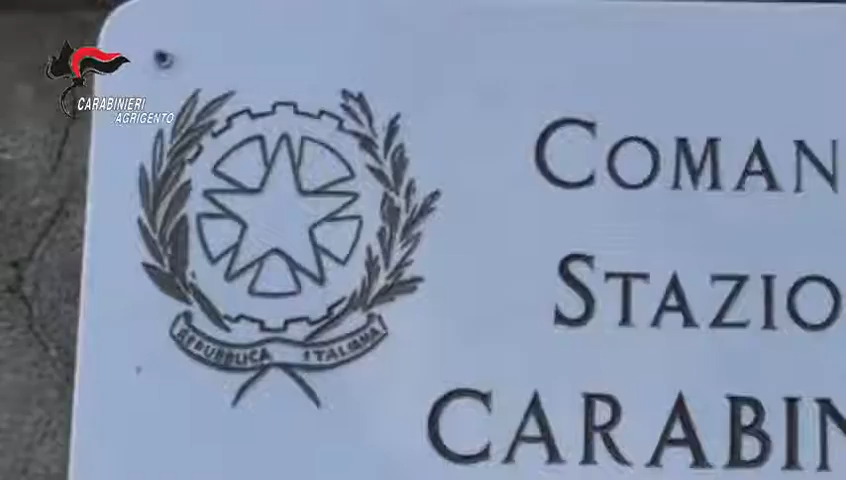 CARABINIERI
AGRIGENTO
COMAN
STAZIO
CARABIN
REPUBBLICA ITALIANA